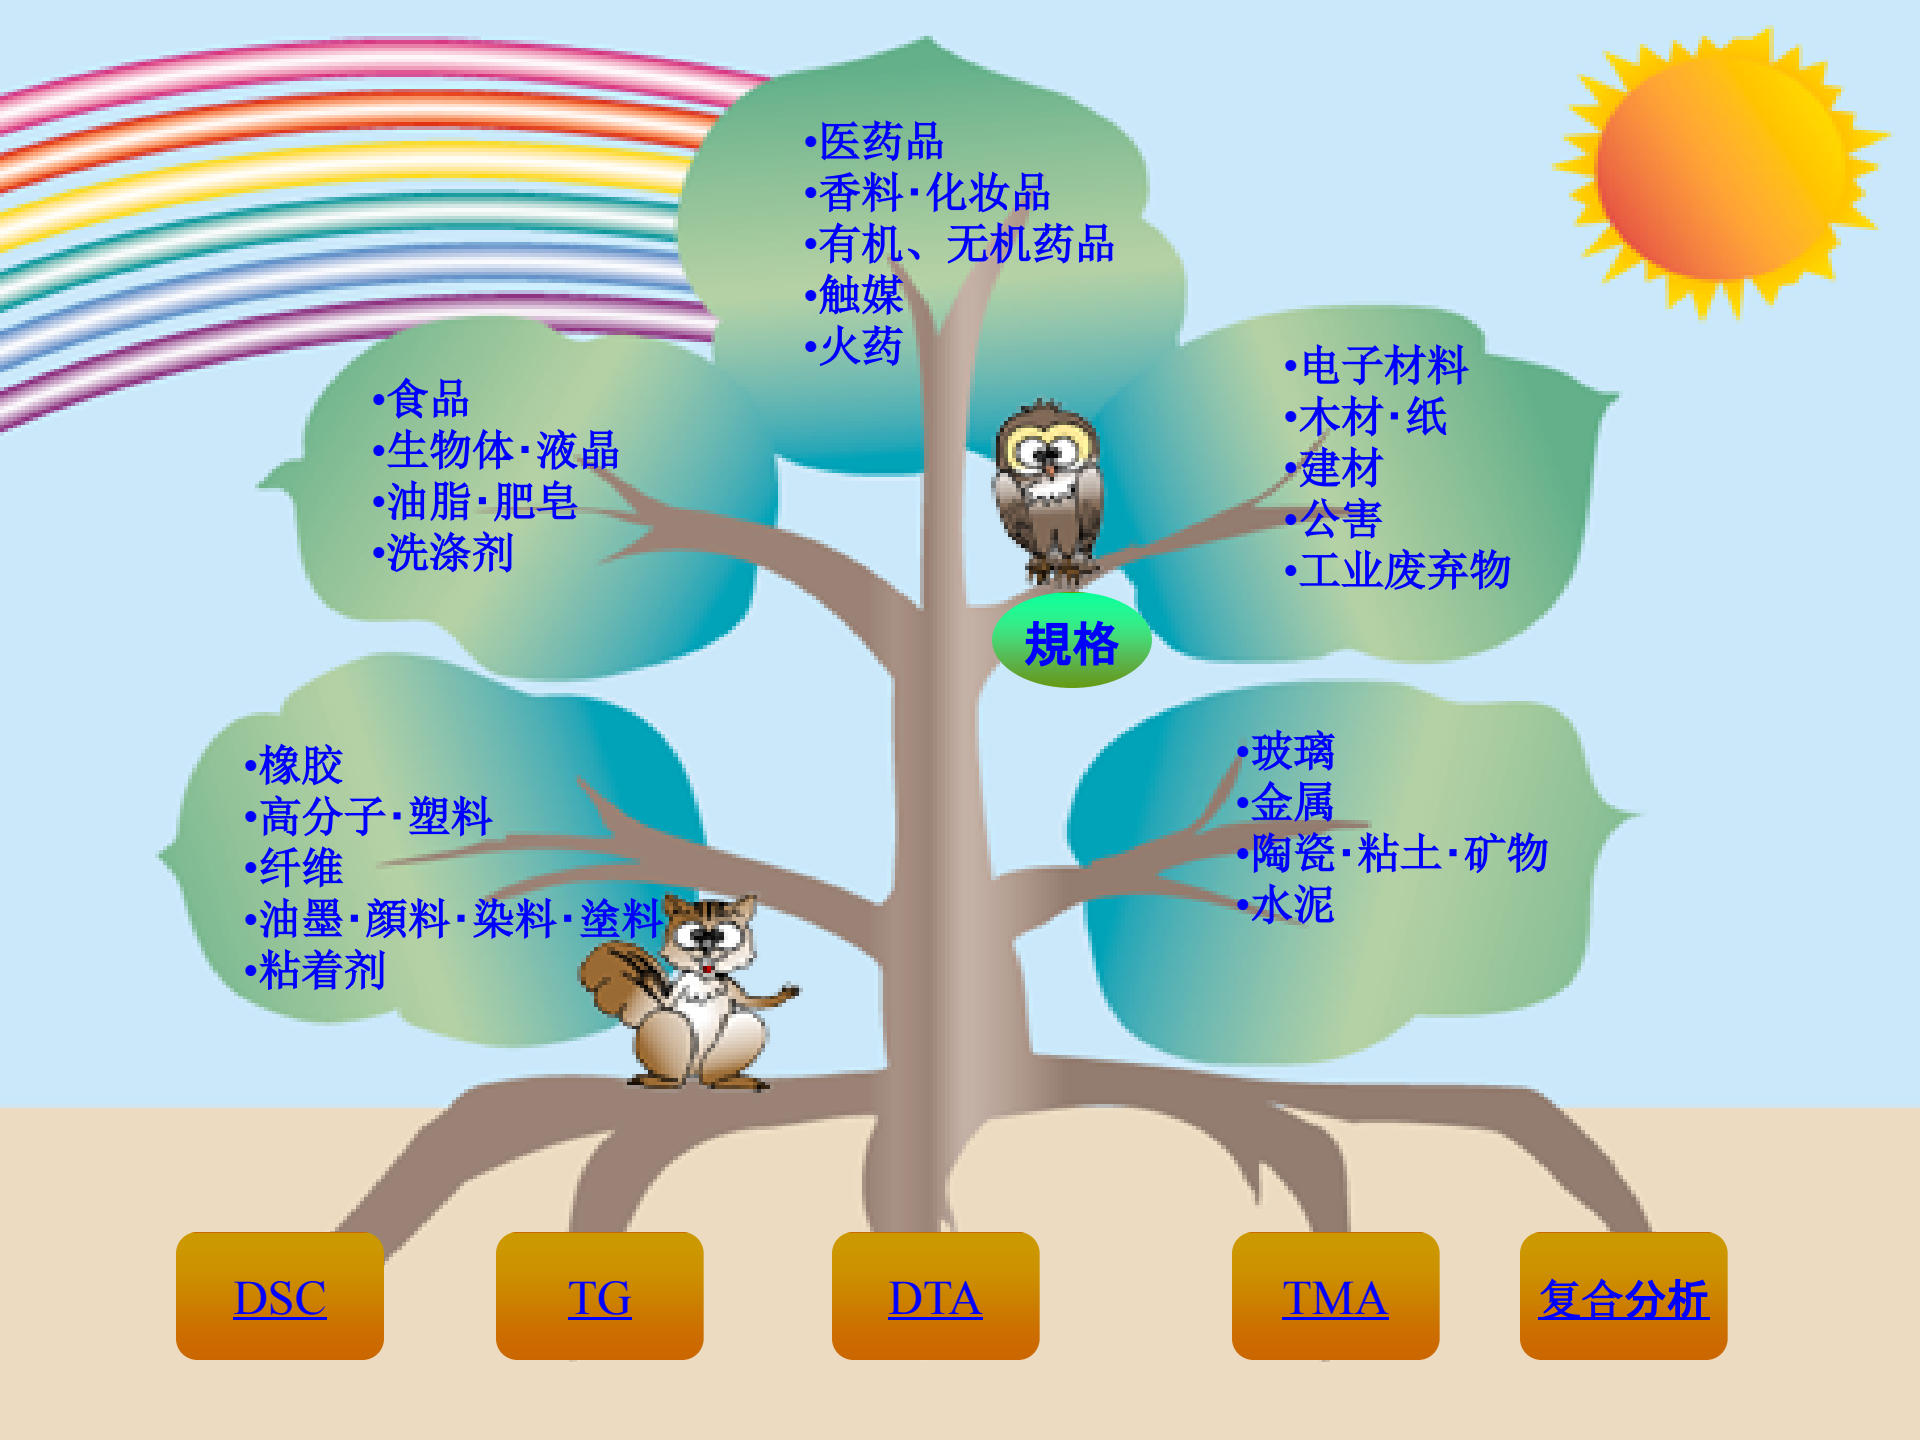 •医药品
•香料·化妆品
•有机、无机药品
•触媒
•火药
•食品
•生物体·液晶
•油脂·肥皂
•洗涤剂
•电子材料
•木材·纸
•建材
•公害
•工业废弃物
規格
•橡胶
•高分子·塑料
•纤维
•油墨·顔料·染料·塗料
•粘着剂
•玻璃
•金属
•陶瓷·粘土·矿物
•水泥
DSC
TG
DTA
TMA
复合分析